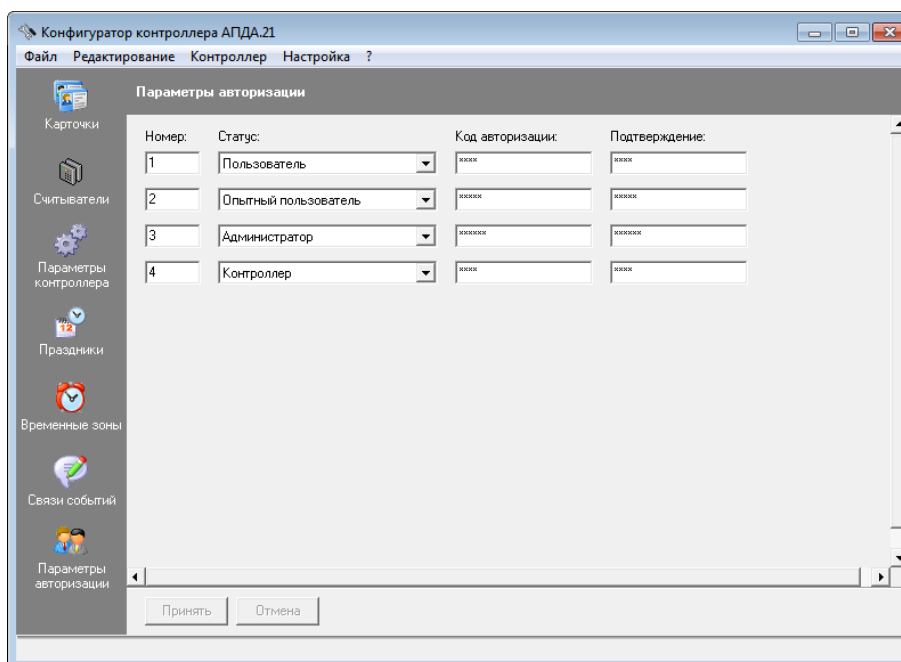 Конфигуратор контроллера АПДА.21
Файл Редактирование Контроллер Настройка ?
Параметры авторизации
Карточки
Считыватели
Параметры
контроллера
12
Праздники
Временные зоны
Связи событий
Параметры
авторизации
Номер: Статус: Код авторизации: Подтверждение:
1 Пользователь **** ****
2 Опытный пользователь ***** *****
3 Администратор ****** ******
4 Контроллер **** ****
Принять Отмена